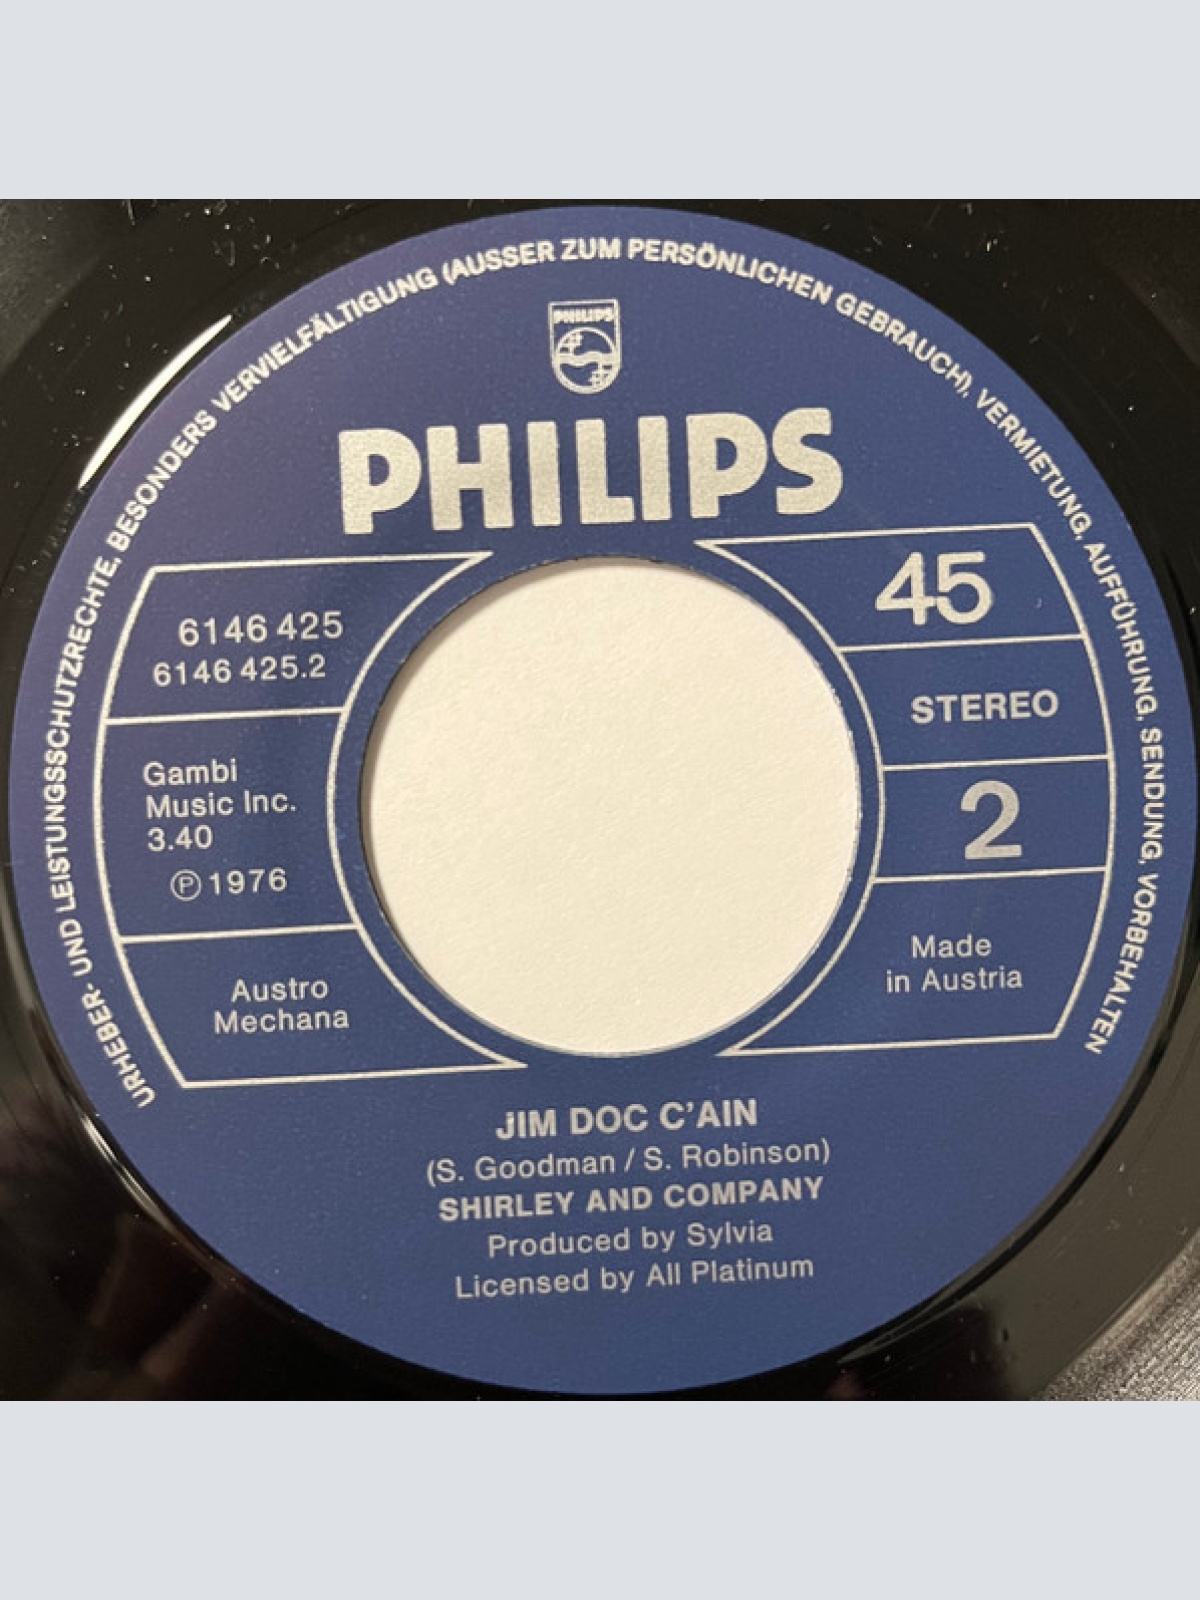 URHEBER- UND LEISTUNGSSCHUTZRECHTE, BESONDERS VERVIELFÄLTIGUNG (AUSSER ZUM PERSÖNLICHEN GEBRAUCH), VERMIETUNG, AUFFÜHRUNG, SENDUNG, VORBEHALTEN
PHILIPS
PHILIPS
6146 425
6146 425.2
Gambi
Music Inc.
3.40
℗ 1976
Austro
Mechana
45
STEREO
2
Made
in Austria
JIM DOC C'AIN
(S. Goodman / S. Robinson)
SHIRLEY AND COMPANY
Produced by Sylvia
Licensed by All Platinum